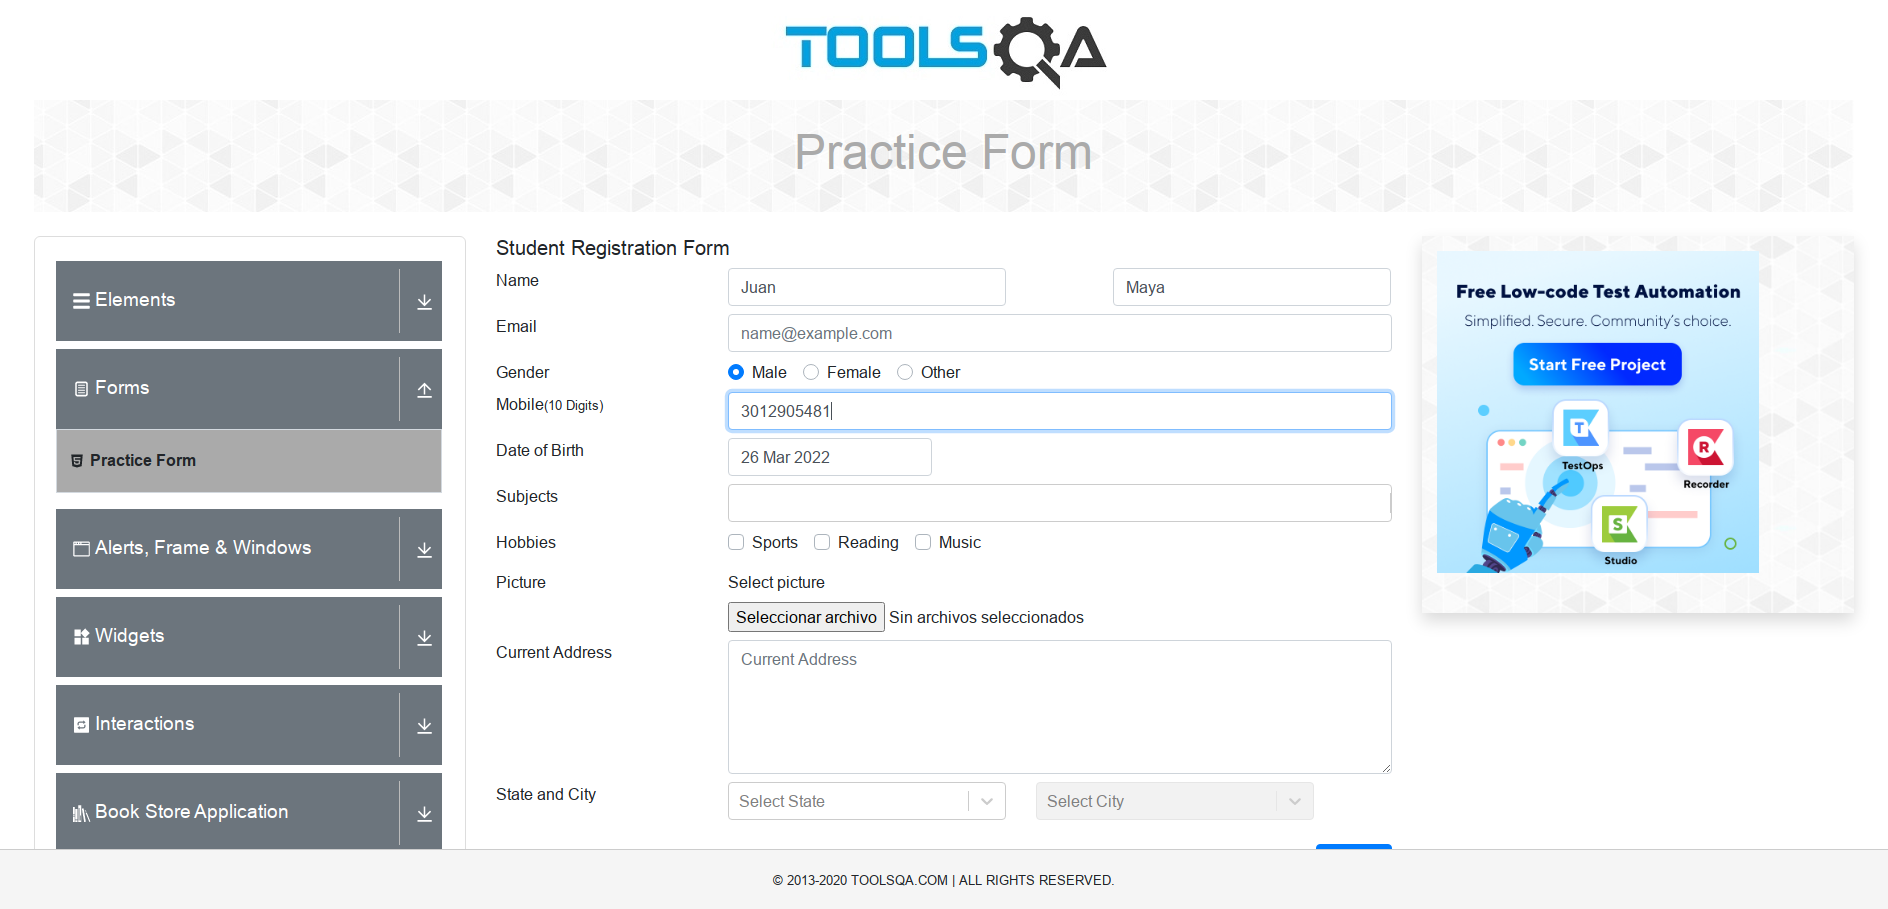 TOOLSQA
Practice Form
Elements
Forms
Practice Form
Alerts, Frame & Windows
Widgets
Interactions
Book Store Application
Student Registration Form
Name
Juan
Maya
Email
name@example.com
Gender
Male
Female
Other
Mobile(10 Digits)
3012905481
Date of Birth
26 Mar 2022
Subjects
Hobbies
Sports
Reading
Music
Picture
Select picture
Seleccionar archivo Sin archivos seleccionados
Current Address
Current Address
State and City
Select State
Select City
Free Low-code Test Automation
Simplified. Secure. Community's choice.
Start Free Project
T
TestOps
R
Recorder
S
Studio
© 2013-2020 TOOLSQA.COM | ALL RIGHTS RESERVED.